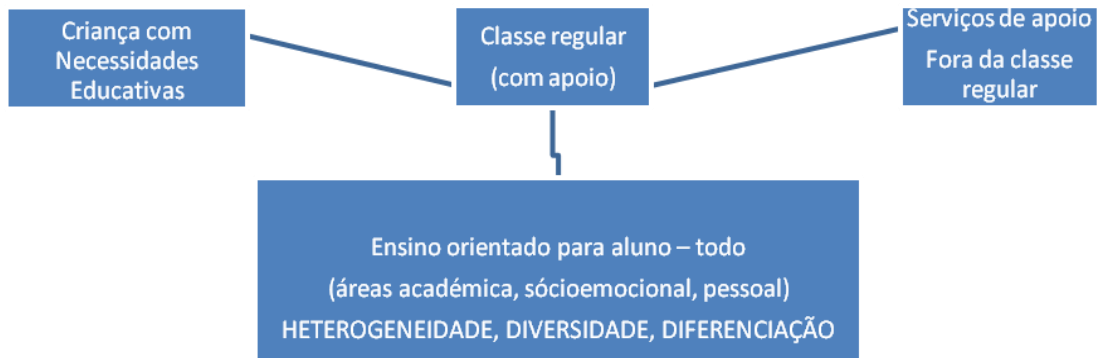 Criança com
Necessidades
Educativas
Classe regular
(com apoio)
Serviços de apoio
Fora da classe
regular
Ensino orientado para aluno – todo
(áreas académica, sócioemocional, pessoal)
HETEROGENEIDADE, DIVERSIDADE, DIFERENCIAÇÃO